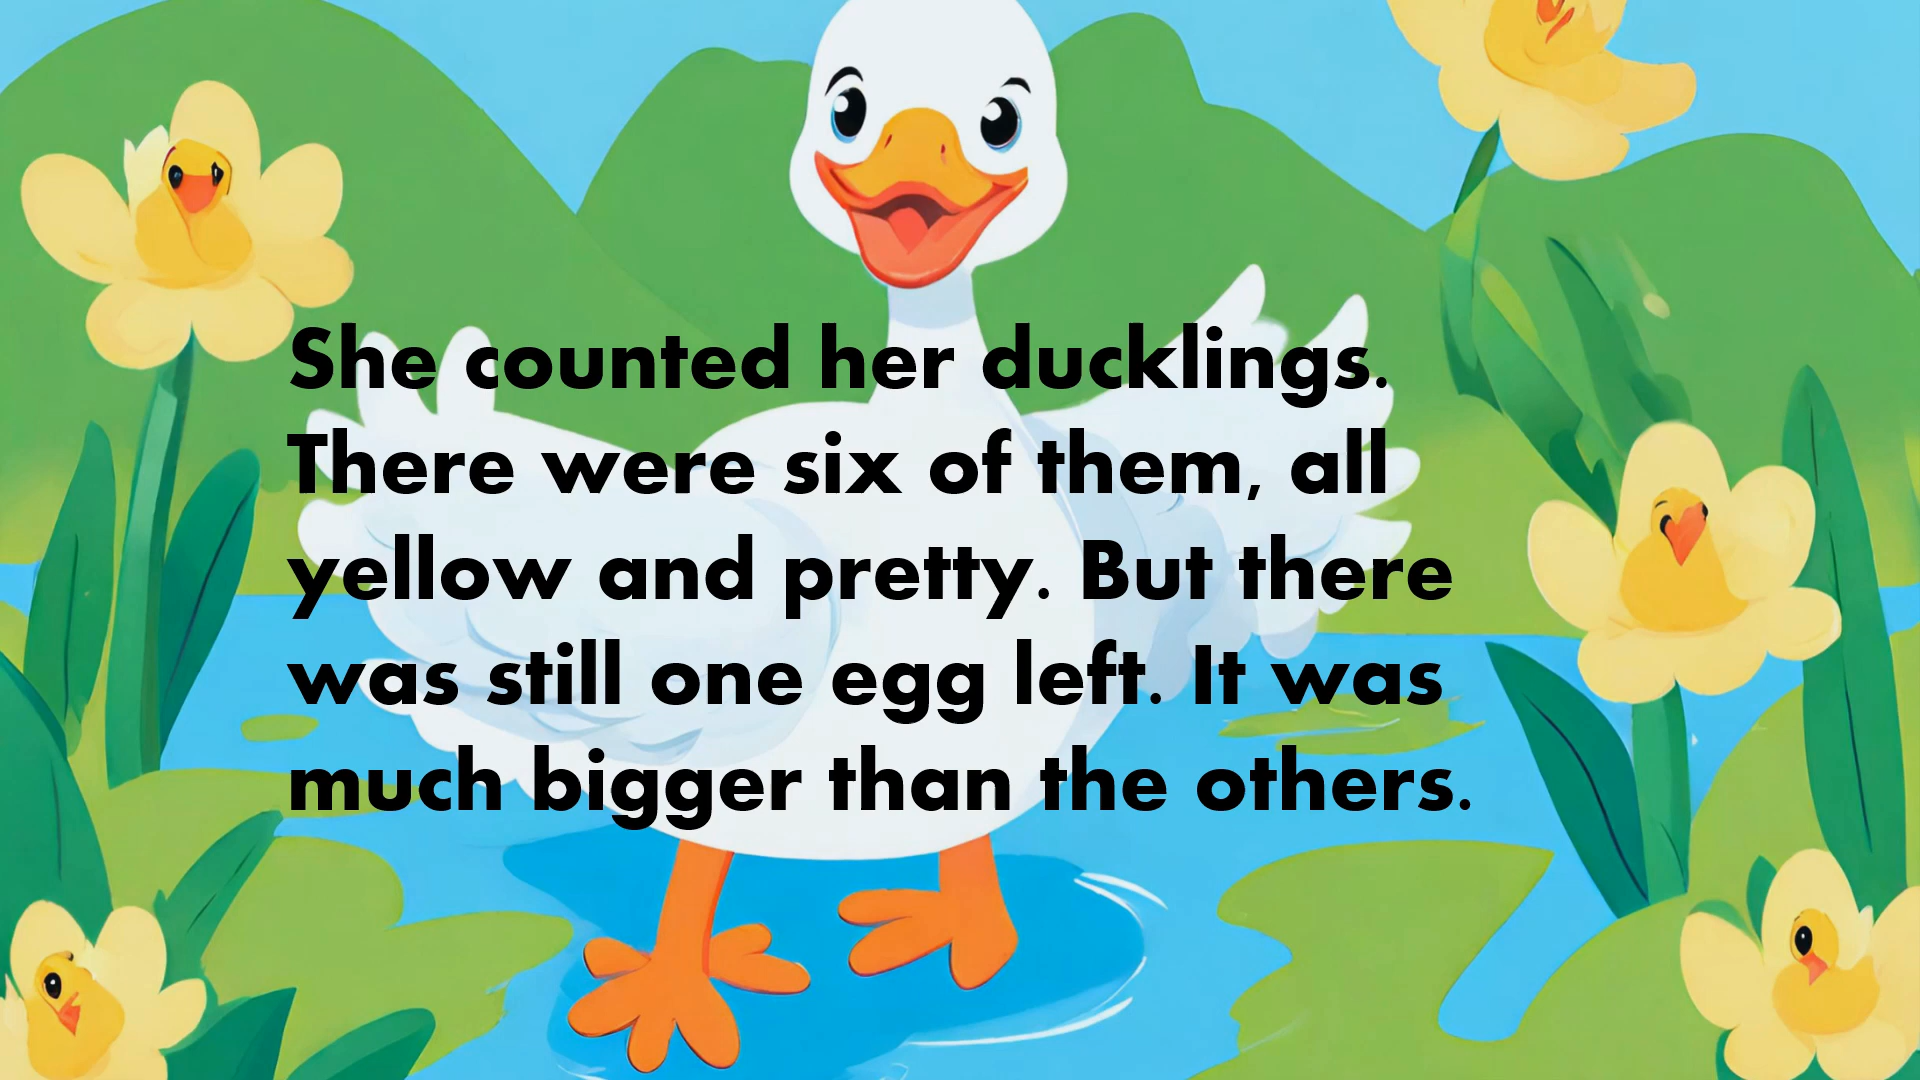 She counted her ducklings.
There were six of them, all
yellow and pretty. But there
was still one egg left. It was
much bigger than the others.